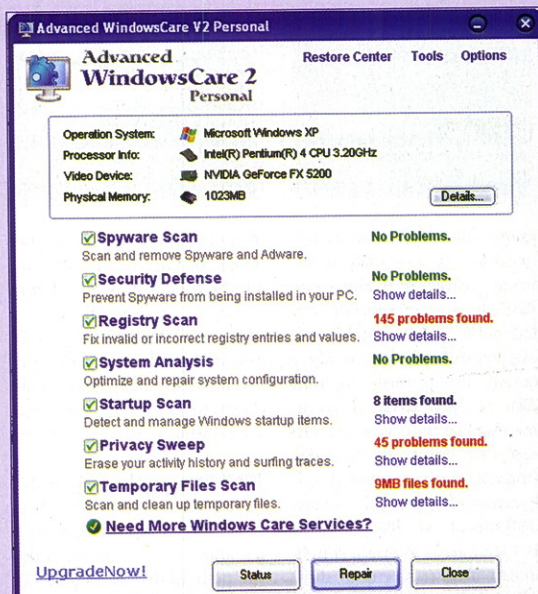 Advanced WindowsCare V2 Personal
Advanced
WindowsCare 2
Personal
Restore Center Tools Options
Operation System: Microsoft Windows XP
Processor Info: Intel(R) Pentium(R) 4 CPU 3.20GHz
Video Device: NVIDIA GeForce FX 5200
Physical Memory: 1023MB
Details...
Spyware Scan No Problems.
Scan and remove Spyware and Adware.
Security Defense No Problems.
Prevent Spyware from being installed in your PC. Show details...
Registry Scan 145 problems found.
Fix invalid or incorrect registry entries and values. Show details...
System Analysis No Problems.
Optimize and repair system configuration.
Startup Scan 8 items found.
Detect and manage Windows startup items. Show details...
Privacy Sweep 45 problems found.
Erase your activity history and surfing traces. Show details...
Temporary Files Scan 9MB files found.
Scan and clean up temporary files. Show details...
Need More Windows Care Services?
UpgradeNow! Status Repair Close